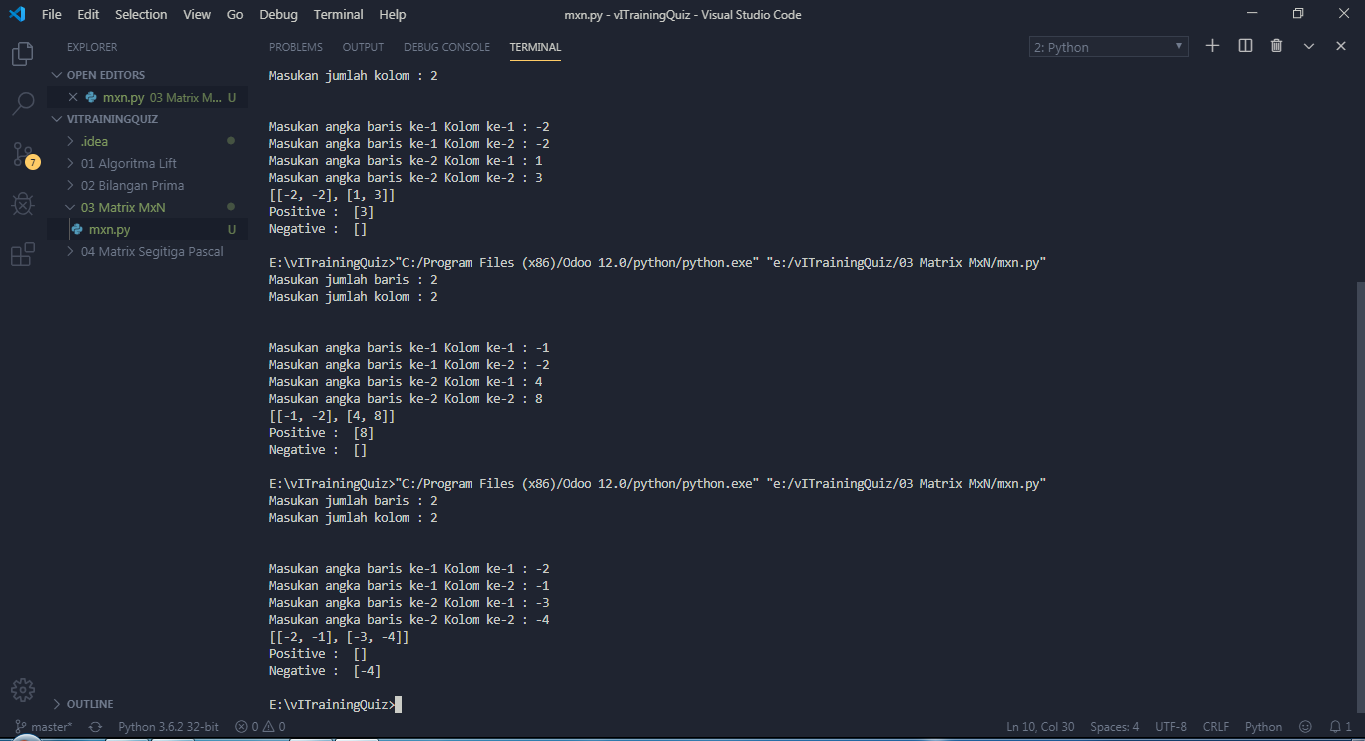 File Edit Selection View Go Debug Terminal Help
mxn.py - vITrainingQuiz - Visual Studio Code
EXPLORER
OPEN EDITORS
mxn.py 03 Matrix M... U
VITRAININGQUIZ
.idea
01 Algoritma Lift
02 Bilangan Prima
03 Matrix MxN
mxn.py U
04 Matrix Segitiga Pascal
OUTLINE
7
PROBLEMS OUTPUT DEBUG CONSOLE TERMINAL
2: Python
Masukan jumlah kolom : 2
Masukan angka baris ke-1 Kolom ke-1 : -2
Masukan angka baris ke-1 Kolom ke-2 : -2
Masukan angka baris ke-2 Kolom ke-1 : 1
Masukan angka baris ke-2 Kolom ke-2 : 3
[[-2, -2], [1, 3]]
Positive :  [3]
Negative :  []
E:\vITrainingQuiz>"C:/Program Files (x86)/Odoo 12.0/python/python.exe" "e:/vITrainingQuiz/03 Matrix MxN/mxn.py"
Masukan jumlah baris : 2
Masukan jumlah kolom : 2
Masukan angka baris ke-1 Kolom ke-1 : -1
Masukan angka baris ke-1 Kolom ke-2 : -2
Masukan angka baris ke-2 Kolom ke-1 : 4
Masukan angka baris ke-2 Kolom ke-2 : 8
[[-1, -2], [4, 8]]
Positive :  [8]
Negative :  []
E:\vITrainingQuiz>"C:/Program Files (x86)/Odoo 12.0/python/python.exe" "e:/vITrainingQuiz/03 Matrix MxN/mxn.py"
Masukan jumlah baris : 2
Masukan jumlah kolom : 2
Masukan angka baris ke-1 Kolom ke-1 : -2
Masukan angka baris ke-1 Kolom ke-2 : -1
Masukan angka baris ke-2 Kolom ke-1 : -3
Masukan angka baris ke-2 Kolom ke-2 : -4
[[-2, -1], [-3, -4]]
Positive :  []
Negative :  [-4]
E:\vITrainingQuiz>
master* Python 3.6.2 32-bit 0 0 Ln 10, Col 30 Spaces: 4 UTF-8 CRLF Python 1